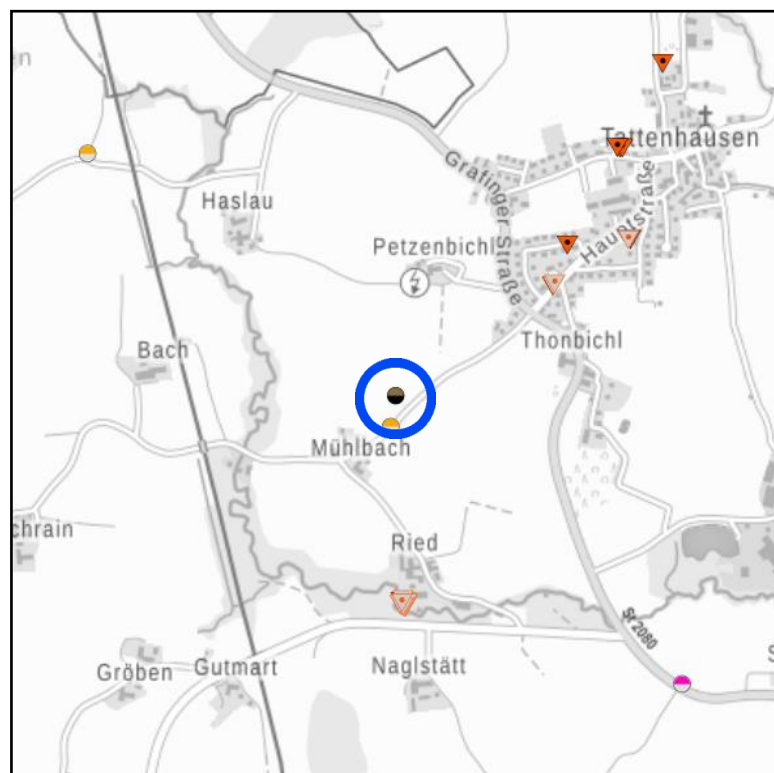 Tattenhausen
Grafinger Straße
Hauptstraße
Haslau
Petzenbichl
Thonbichl
Bach
Mühlbach
chrain
Ried
St 2080
Gröben
Gutmart
Naglstätt
S